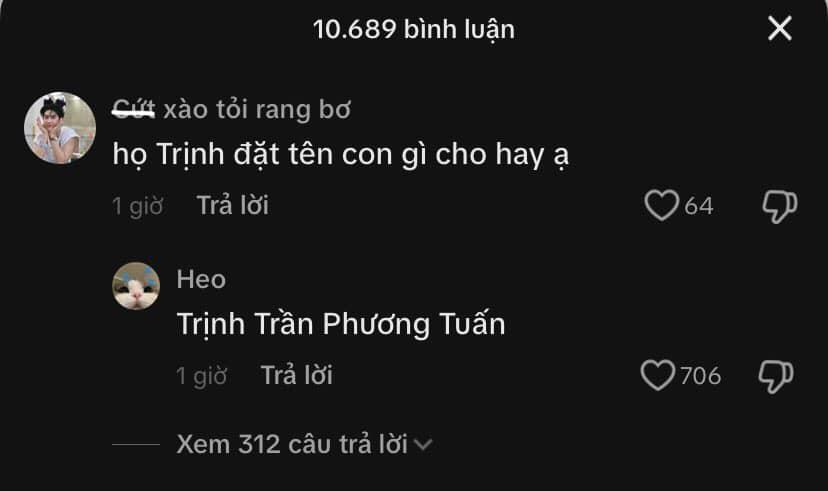 10.689 bình luận
Cứt xào tỏi rang bơ
họ Trịnh đặt tên con gì cho hay ạ
1 giờ Trả lời 64
Heo
Trịnh Trần Phương Tuấn
1 giờ Trả lời 706
Xem 312 câu trả lời